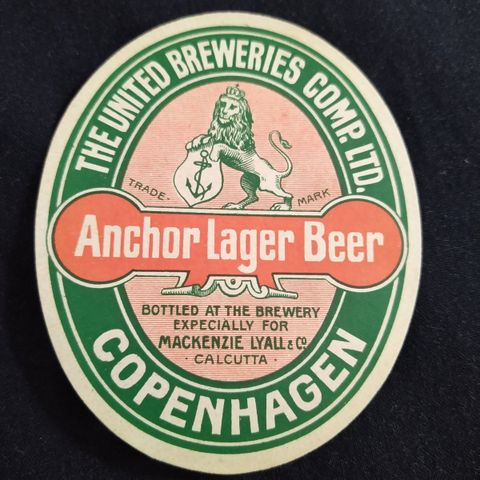 THE UNITED BREWERIES COMP. LTD.
TRADE- MARK
Anchor Lager Beer
BOTTLED AT THE BREWERY
EXPECIALLY FOR
MACKENZIE LYALL & Co.
· CALCUTTA ·
COPENHAGEN